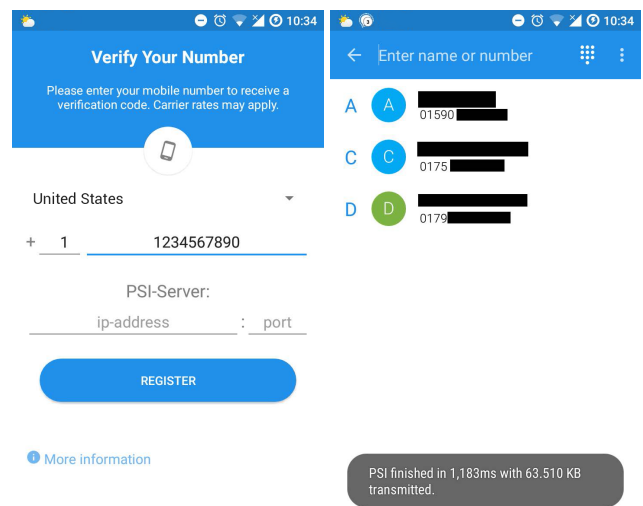 10:34
Verify Your Number
Please enter your mobile number to receive a
verification code. Carrier rates may apply.
United States
+ 1 1234567890
PSI-Server:
ip-address : port
REGISTER
More information
10:34
Enter name or number
A A
01590
C C
0175
D D
0179
PSI finished in 1,183ms with 63.510 KB
transmitted.